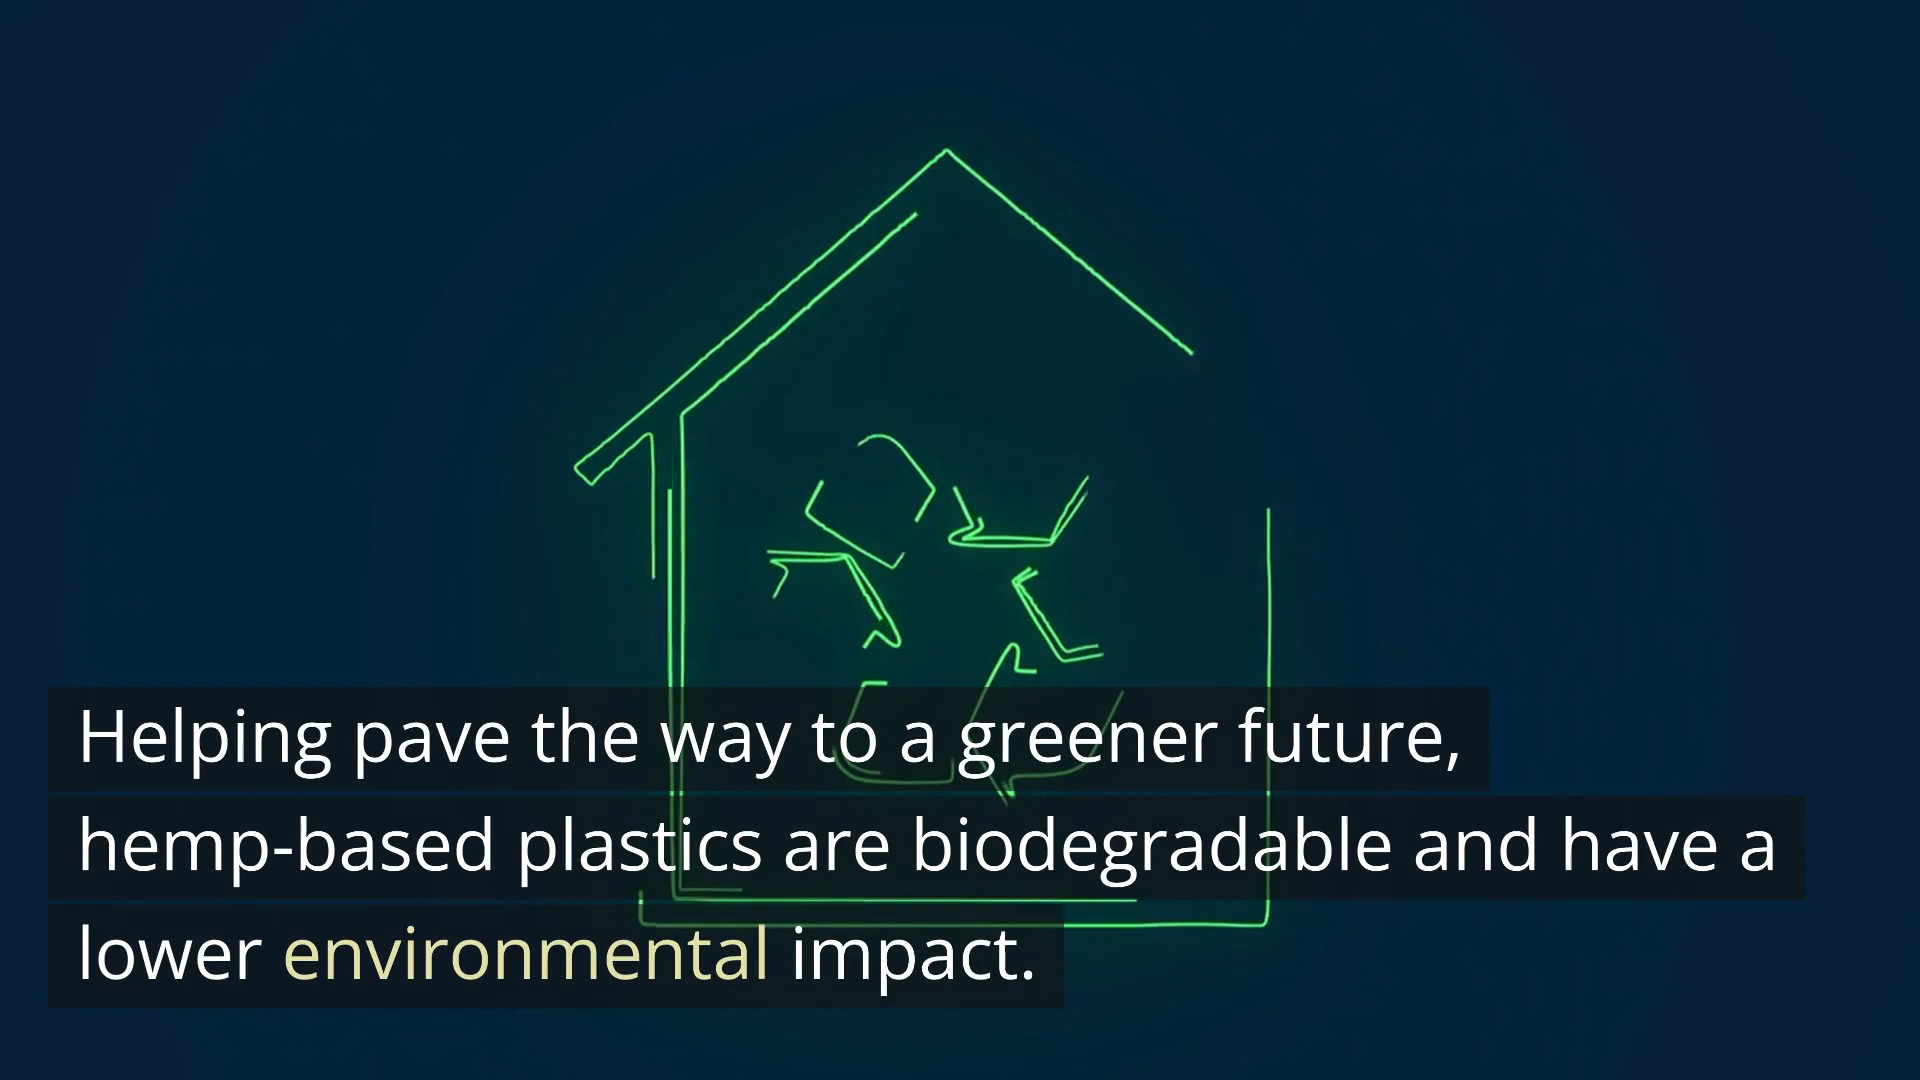 Helping pave the way to a greener future,
hemp-based plastics are biodegradable and have a
lower environmental impact.